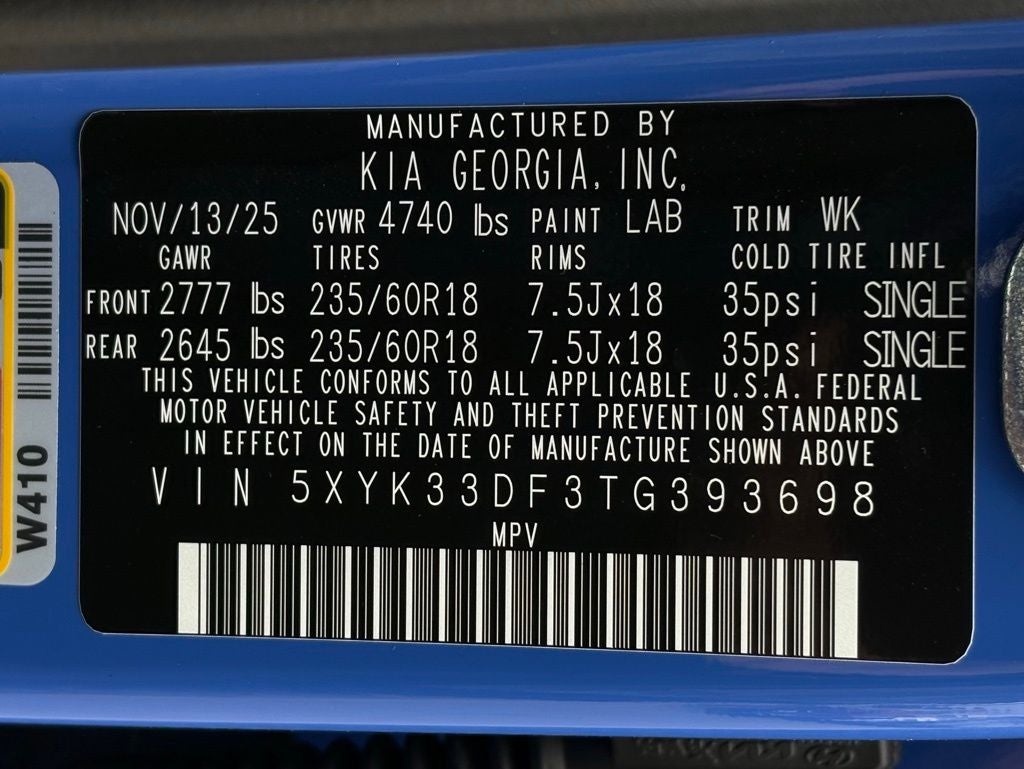 MANUFACTURED BY
KIA GEORGIA, INC.
NOV/13/25 GVWR 4740 lbs PAINT LAB TRIM WK
GAWR TIRES RIMS COLD TIRE INFL
FRONT 2777 lbs 235/60R18 7.5Jx18 35psi SINGLE
REAR 2645 lbs 235/60R18 7.5Jx18 35psi SINGLE
THIS VEHICLE CONFORMS TO ALL APPLICABLE U.S.A. FEDERAL
MOTOR VEHICLE SAFETY AND THEFT PREVENTION STANDARDS
IN EFFECT ON THE DATE OF MANUFACTURE SHOWN ABOVE
VIN 5XYK33DF3TG393698
MPV
W410